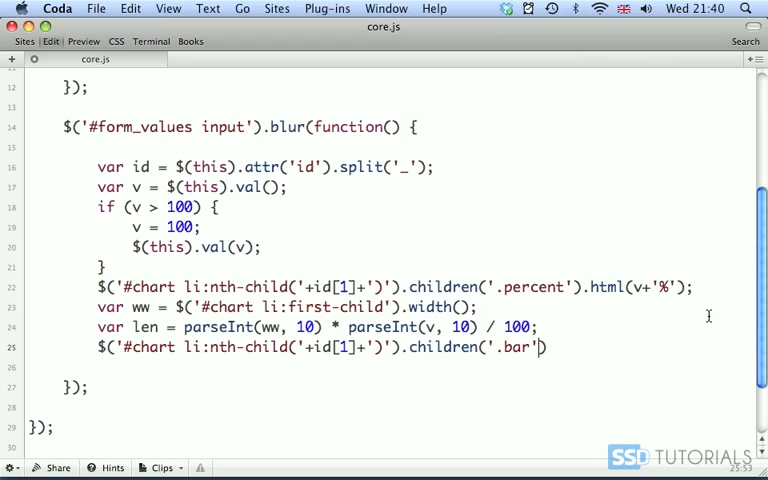 Coda File Edit View Text Go Sites Plug-ins Window Help Wed 21:40
core.js
Sites Edit Preview CSS Terminal Books Search
core.js
12 });
13
14 $('#form_values input').blur(function() {
15
16 var id = $(this).attr('id').split('_');
17 var v = $(this).val();
18 if (v > 100) {
19 v = 100;
20 $(this).val(v);
21 }
22 $('#chart li:nth-child('+id[1]+')').children('.percent').html(v+'%');
23 var ww = $('#chart li:first-child').width();
24 var len = parseInt(ww, 10) * parseInt(v, 10) / 100;
25 $('#chart li:nth-child('+id[1]+')').children('.bar')
26
27 });
28
29 });
30
Share Hints Clips
SSD TUTORIALS
25:53